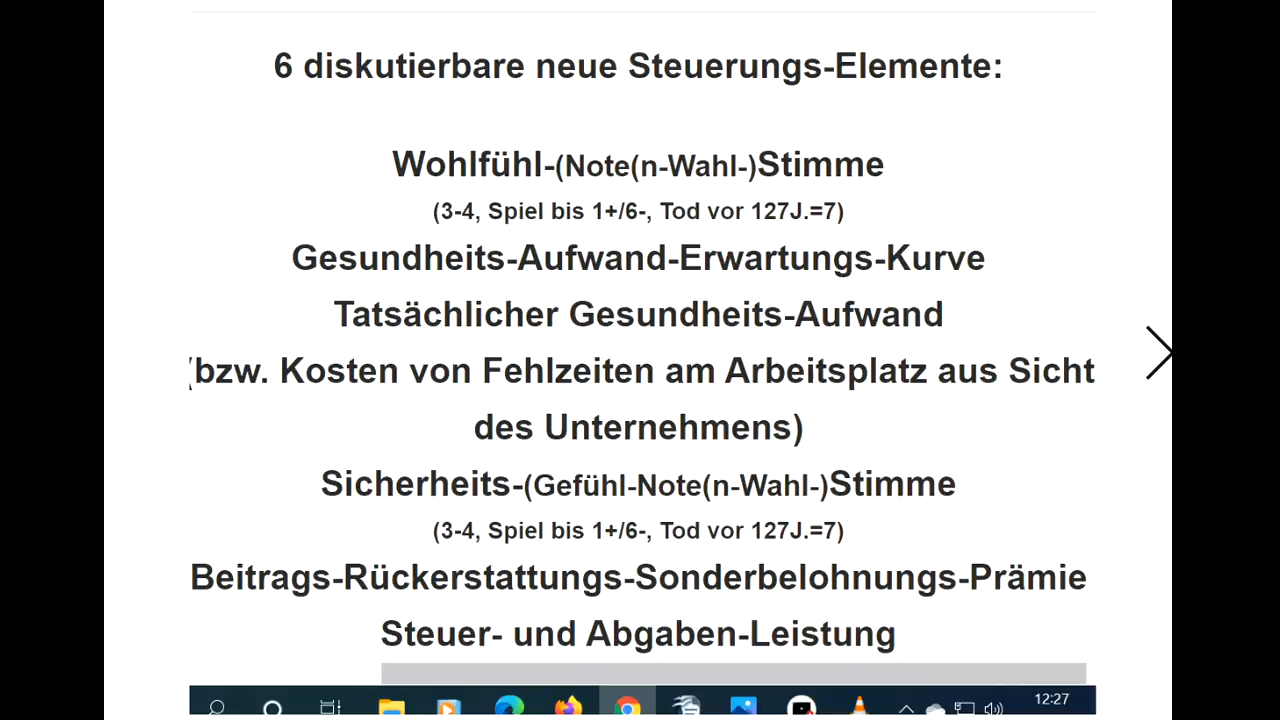 6 diskutierbare neue Steuerungs-Elemente:
Wohlfühl-(Note(n-Wahl-)Stimme
(3-4, Spiel bis 1+/6-, Tod vor 127J.=7)
Gesundheits-Aufwand-Erwartungs-Kurve
Tatsächlicher Gesundheits-Aufwand
(bzw. Kosten von Fehlzeiten am Arbeitsplatz aus Sicht
des Unternehmens)
Sicherheits-(Gefühl-Note(n-Wahl-)Stimme
(3-4, Spiel bis 1+/6-, Tod vor 127J.=7)
Beitrags-Rückerstattungs-Sonderbelohnungs-Prämie
Steuer- und Abgaben-Leistung
12:27